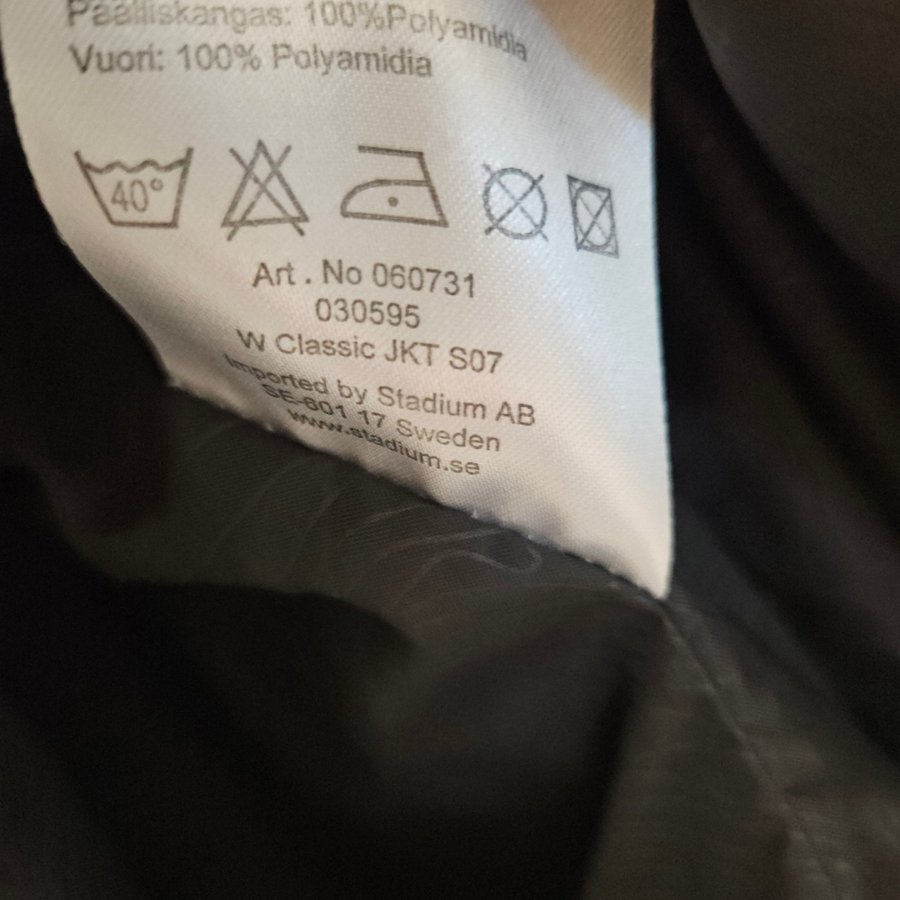 Päälliskangas: 100%Polyamidia
Vuori: 100% Polyamidia
40°
Art . No 060731
030595
W Classic JKT S07
Imported by Stadium AB
SE-601 17 Sweden
www.stadium.se